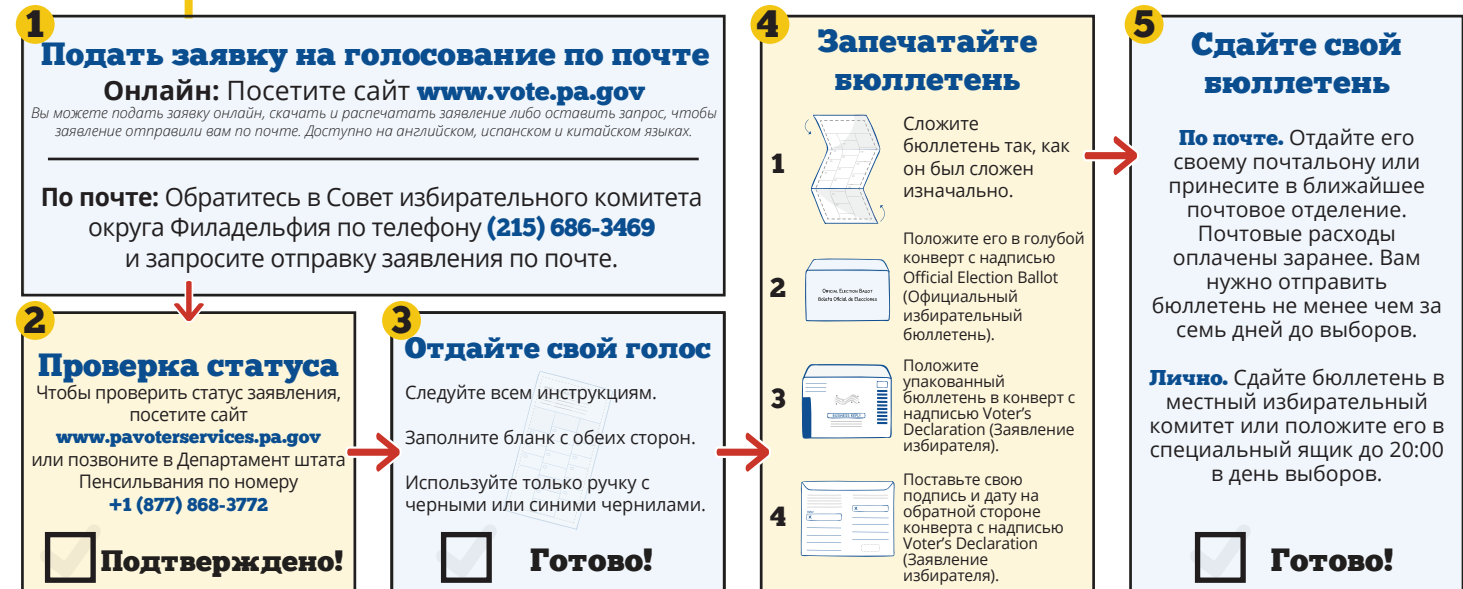 1
Подать заявку на голосование по почте
Онлайн: Посетите сайт www.vote.pa.gov
Вы можете подать заявку онлайн, скачать и распечатать заявление либо оставить запрос, чтобы
заявление отправили вам по почте. Доступно на английском, испанском и китайском языках.
По почте: Обратитесь в Совет избирательного комитета
округа Филадельфия по телефону (215) 686-3469
и запросите отправку заявления по почте.
2
Проверка статуса
Чтобы проверить статус заявления,
посетите сайт
www.pavoterservices.pa.gov
или позвоните в Департамент штата
Пенсильвания по номеру
+1 (877) 868-3772
Подтверждено!
3
Отдайте свой голос
Следуйте всем инструкциям.
Заполните бланк с обеих сторон.
Используйте только ручку с
черными или синими чернилами.
Готово!
4
Запечатайте
бюллетень
1
Сложите
бюллетень так, как
он был сложен
изначально.
2
Official Election Ballot
Boleta Oficial de Elecciones
Положите его в голубой
конверт с надписью
Official Election Ballot
(Официальный
избирательный
бюллетень).
3
BUSINESS REPLY
Положите
упакованный
бюллетень в конверт с
надписью Voter's
Declaration (Заявление
избирателя).
4
Поставьте свою
подпись и дату на
обратной стороне
конверта с надписью
Voter's Declaration
(Заявление
избирателя).
5
Сдайте свой
бюллетень
По почте. Отдайте его
своему почтальону или
принесите в ближайшее
почтовое отделение.
Почтовые расходы
оплачены заранее. Вам
нужно отправить
бюллетень не менее чем за
семь дней до выборов.
Лично. Сдайте бюллетень в
местный избирательный
комитет или положите его в
специальный ящик до 20:00
в день выборов.
Готово!